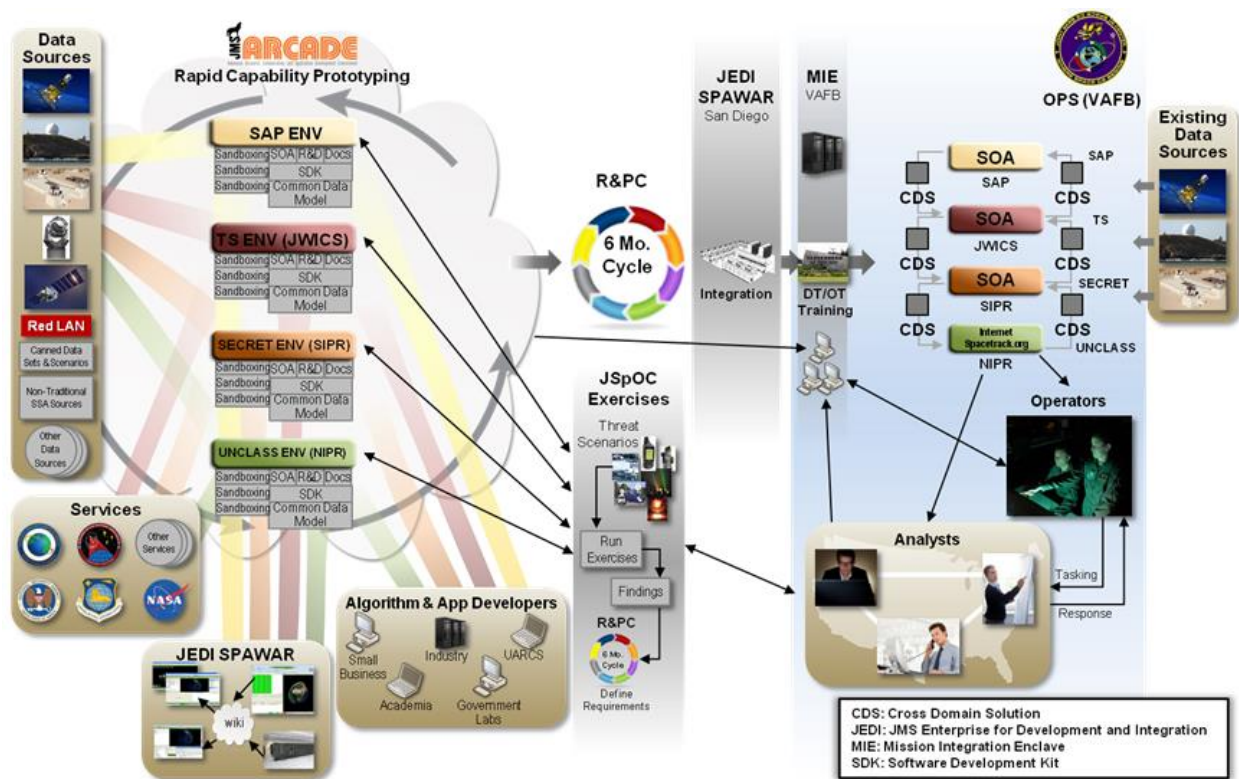 Data
Sources
Red LAN
Canned Data
Sets & Scenarios
Non-Traditional
SSA Sources
Other
Data
Sources
JMS
ARCADE
Rapid Capability Prototyping
SAP ENV
Sandboxing SOA R&D Docs
Sandboxing SDK
Sandboxing Common Data
Model
TS ENV (JWICS)
Sandboxing SOA R&D Docs
Sandboxing SDK
Sandboxing Common Data
Model
SECRET ENV (SIPR)
Sandboxing SOA R&D Docs
Sandboxing SDK
Sandboxing Common Data
Model
UNCLASS ENV (NIPR)
Sandboxing SOA R&D Docs
Sandboxing SDK
Sandboxing Common Data
Model
Services
Other
Services
NASA
JEDI SPAWAR
wiki
Algorithm & App Developers
Small
Business
Industry
UARCS
Academia
Government
Labs
R&PC
6 Mo.
Cycle
JSpOC
Exercises
Threat
Scenarios
Run
Exercises
Findings
R&PC
6 Mo.
Cycle
Define
Requirements
JEDI
SPAWAR
San Diego
Integration
MIE
VAFB
DT/OT
Training
OPS (VAFB)
SOA
SAP
SAP
CDS
CDS
SOA
JWICS
TS
CDS
CDS
SOA
SIPR
SECRET
CDS
CDS
Internet
Spacetrack.org
NIPR
UNCLASS
Existing
Data
Sources
Operators
Analysts
Tasking
Response
CDS: Cross Domain Solution
JEDI: JMS Enterprise for Development and Integration
MIE: Mission Integration Enclave
SDK: Software Development Kit